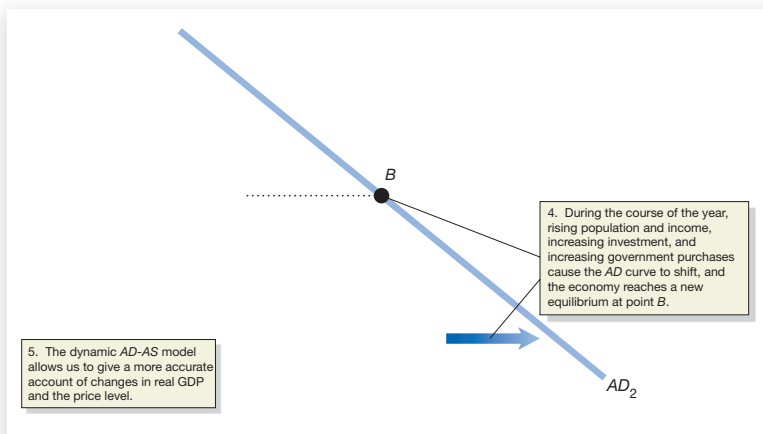 B
4. During the course of the year,
rising population and income,
increasing investment, and
increasing government purchases
cause the AD curve to shift, and
the economy reaches a new
equilibrium at point B.
5. The dynamic AD-AS model
allows us to give a more accurate
account of changes in real GDP
and the price level.
AD2